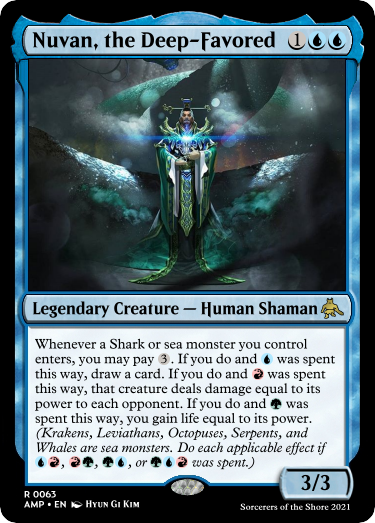 Nuvan, the Deep-Favored 1
Legendary Creature — Human Shaman
Whenever a Shark or sea monster you control
enters, you may pay 3. If you do and was spent
this way, draw a card. If you do and was spent
this way, that creature deals damage equal to its
power to each opponent. If you do and was
spent this way, you gain life equal to its power.
(Krakens, Leviathans, Octopuses, Serpents, and
Whales are sea monsters. Do each applicable effect if
, , , or was spent.)
3/3
R 0063
AMP • EN Hyun Gi Kim
Sorcerers of the Shore 2021